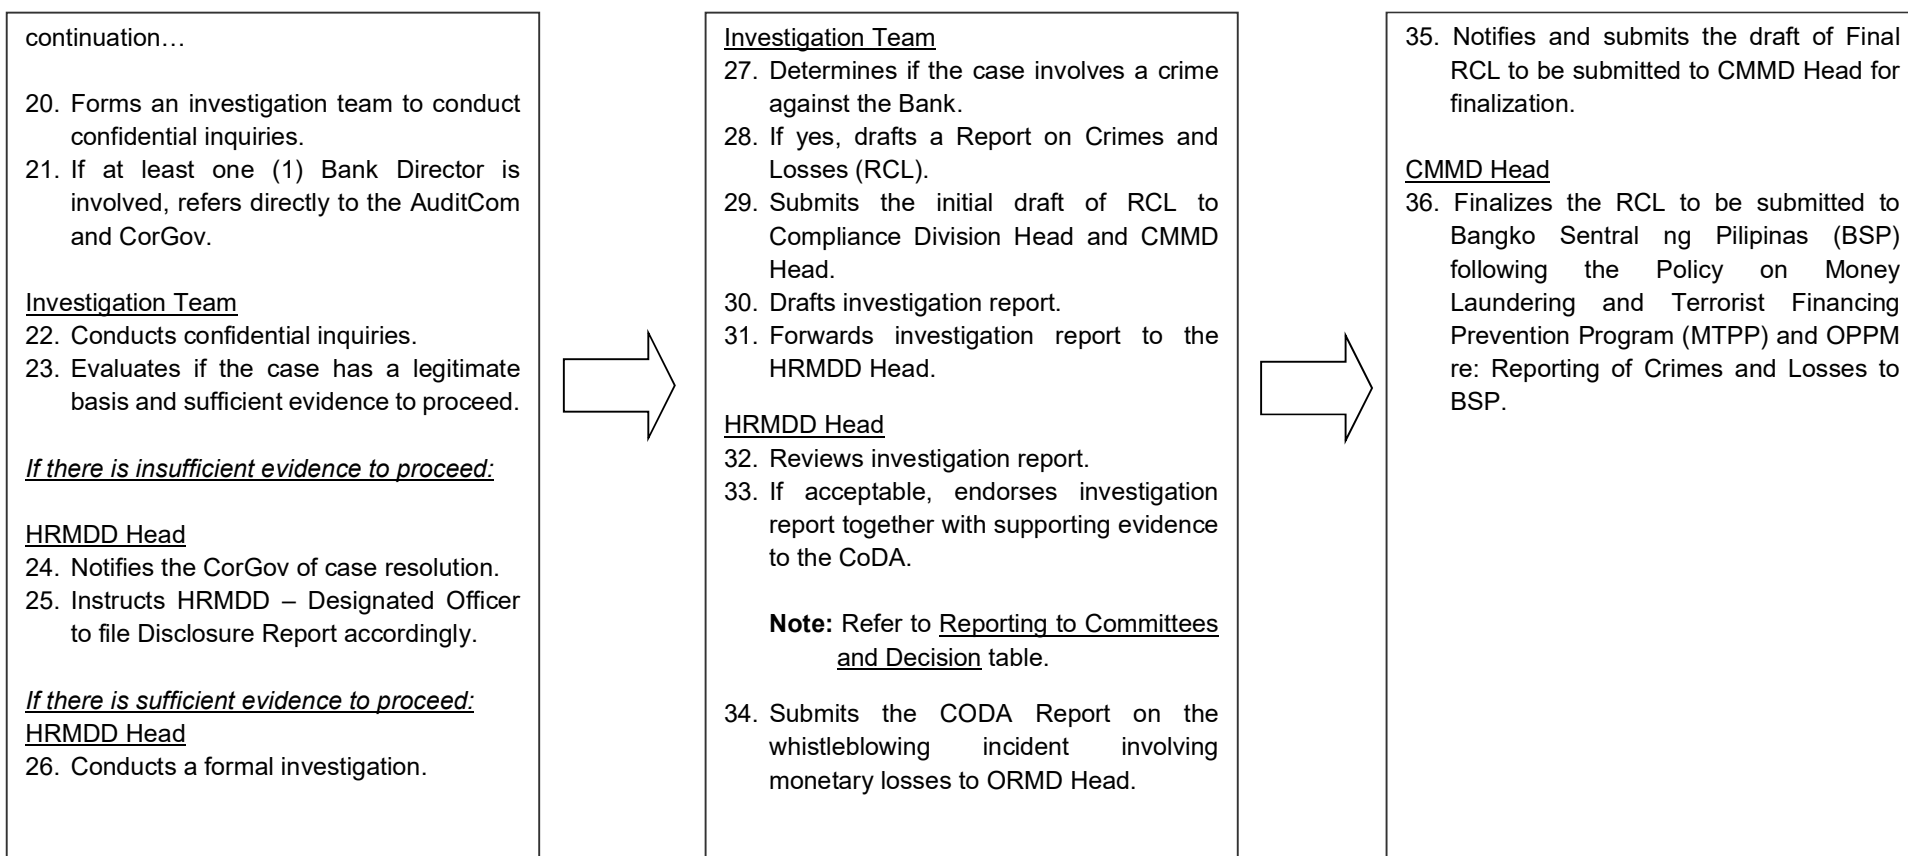 continuation…
20. Forms an investigation team to conduct
confidential inquiries.
21. If at least one (1) Bank Director is
involved, refers directly to the AuditCom
and CorGov.
Investigation Team
22. Conducts confidential inquiries.
23. Evaluates if the case has a legitimate
basis and sufficient evidence to proceed.
If there is insufficient evidence to proceed:
HRMDD Head
24. Notifies the CorGov of case resolution.
25. Instructs HRMDD – Designated Officer
to file Disclosure Report accordingly.
If there is sufficient evidence to proceed:
HRMDD Head
26. Conducts a formal investigation.
Investigation Team
27. Determines if the case involves a crime
against the Bank.
28. If yes, drafts a Report on Crimes and
Losses (RCL).
29. Submits the initial draft of RCL to
Compliance Division Head and CMMD
Head.
30. Drafts investigation report.
31. Forwards investigation report to the
HRMDD Head.
HRMDD Head
32. Reviews investigation report.
33. If acceptable, endorses investigation
report together with supporting evidence
to the CoDA.
Note: Refer to Reporting to Committees
and Decision table.
34. Submits the CODA Report on the
whistleblowing incident involving
monetary losses to ORMD Head.
35. Notifies and submits the draft of Final
RCL to be submitted to CMMD Head for
finalization.
CMMD Head
36. Finalizes the RCL to be submitted to
Bangko Sentral ng Pilipinas (BSP)
following the Policy on Money
Laundering and Terrorist Financing
Prevention Program (MTPP) and OPPM
re: Reporting of Crimes and Losses to
BSP.